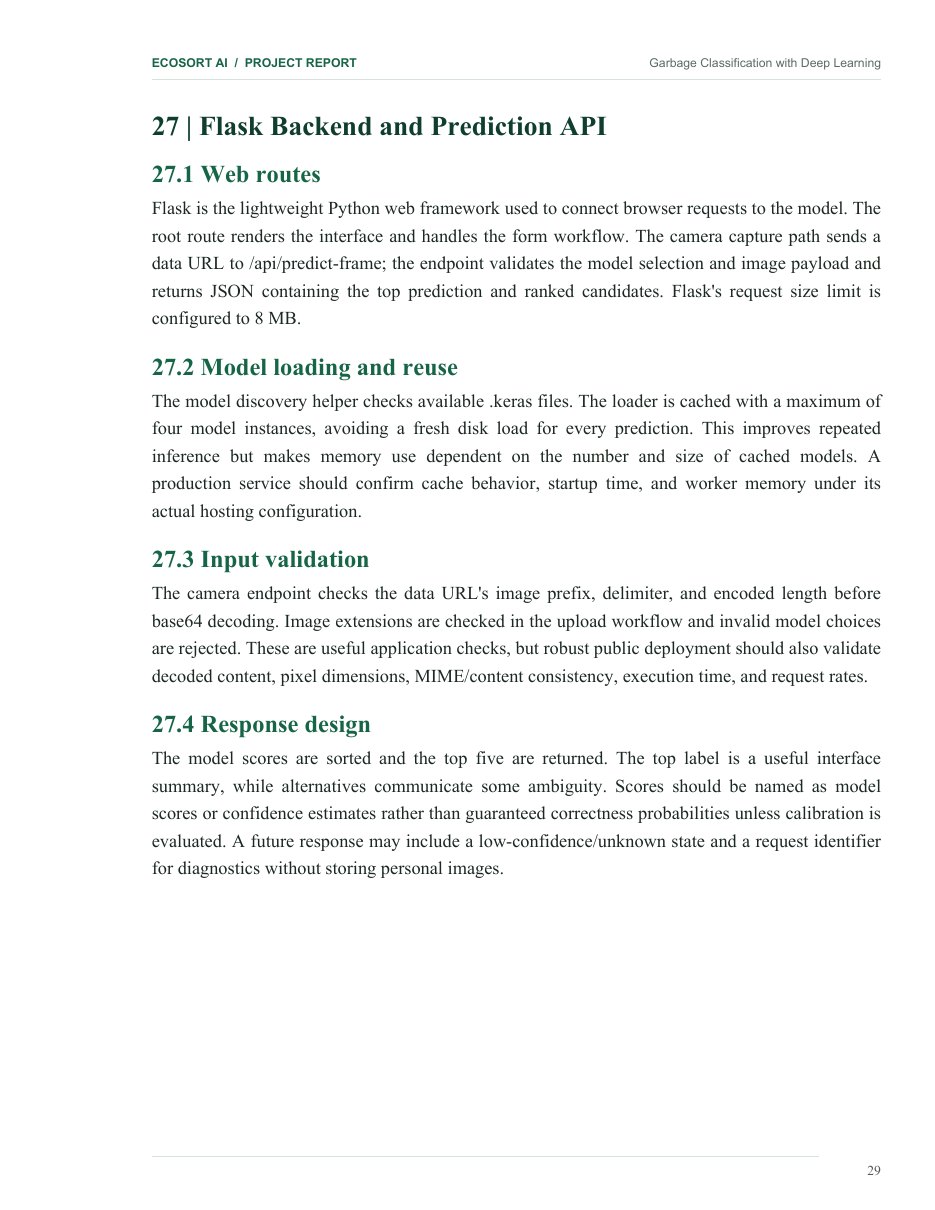 ECOSORT AI / PROJECT REPORT
Garbage Classification with Deep Learning
27 | Flask Backend and Prediction API
27.1 Web routes
Flask is the lightweight Python web framework used to connect browser requests to the model. The
root route renders the interface and handles the form workflow. The camera capture path sends a
data URL to /api/predict-frame; the endpoint validates the model selection and image payload and
returns JSON containing the top prediction and ranked candidates. Flask's request size limit is
configured to 8 MB.
27.2 Model loading and reuse
The model discovery helper checks available .keras files. The loader is cached with a maximum of
four model instances, avoiding a fresh disk load for every prediction. This improves repeated
inference but makes memory use dependent on the number and size of cached models. A
production service should confirm cache behavior, startup time, and worker memory under its
actual hosting configuration.
27.3 Input validation
The camera endpoint checks the data URL's image prefix, delimiter, and encoded length before
base64 decoding. Image extensions are checked in the upload workflow and invalid model choices
are rejected. These are useful application checks, but robust public deployment should also validate
decoded content, pixel dimensions, MIME/content consistency, execution time, and request rates.
27.4 Response design
The model scores are sorted and the top five are returned. The top label is a useful interface
summary, while alternatives communicate some ambiguity. Scores should be named as model
scores or confidence estimates rather than guaranteed correctness probabilities unless calibration is
evaluated. A future response may include a low-confidence/unknown state and a request identifier
for diagnostics without storing personal images.
29